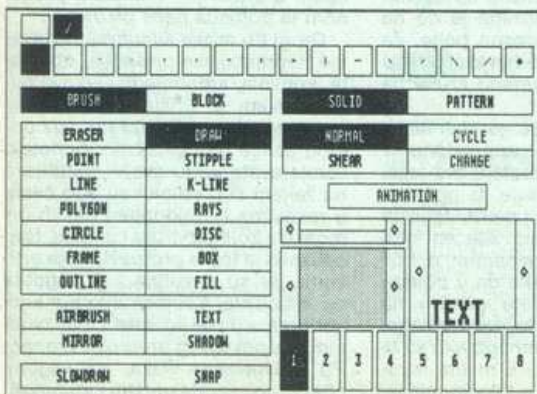 BRUSH BLOCK SOLID PATTERN
ERASER DRAW NORMAL CYCLE
POINT STIPPLE SMEAR CHANGE
LINE K-LINE
ANIMATION
POLYGON RAYS
CIRCLE DISC
FRAME BOX
OUTLINE FILL
AIRBRUSH TEXT
TEXT
MIRROR SHADOW
SLOWDRAW SNAP
1 2 3 4 5 6 7 8